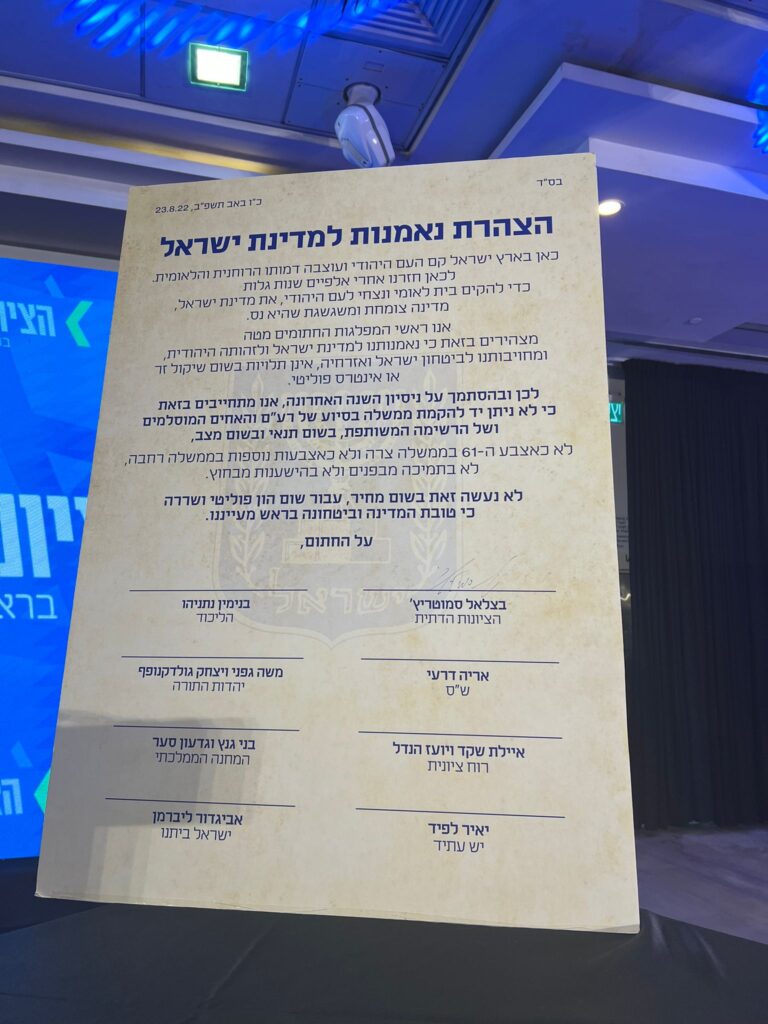 בס"ד
כ"ו באב תשפ"ב, 23.8.22
הצהרת נאמנות למדינת ישראל
כאן בארץ ישראל קם העם היהודי ועוצבה דמותו הרוחנית והלאומית.
לכאן חזרנו אחרי אלפיים שנות גלות
כדי להקים בית לאומי ונצחי לעם היהודי, את מדינת ישראל,
מדינה צומחת ומשגשגת שהיא נס.
אנו ראשי המפלגות החתומים מטה
מצהירים בזאת כי נאמנותנו למדינת ישראל ולזהותה היהודית,
ומחויבותנו לביטחון ישראל ואזרחיה, אינן תלויות בשום שיקול זר
או אינטרס פוליטי.
לכן ובהסתמך על ניסיון השנה האחרונה, אנו מתחייבים בזאת
כי לא ניתן יד להקמת ממשלה בסיוע של רע"ם והאחים המוסלמים
ושל הרשימה המשותפת, בשום תנאי ובשום מצב,
לא כאצבע ה-61 בממשלה צרה ולא כאצבעות נוספות בממשלה רחבה,
לא בתמיכה מבפנים ולא בהישענות מבחוץ.
לא נעשה זאת בשום מחיר, עבור שום הון פוליטי ושררה
כי טובת המדינה וביטחונה בראש מעייננו.
על החתום,
ישראל
בצלאל סמוטריץ'
הציונות הדתית
בנימין נתניהו
הליכוד
אריה דרעי
ש"ס
משה גפני ויצחק גולדקנופף
יהדות התורה
איילת שקד ויועז הנדל
רוח ציונית
בני גנץ וגדעון סער
המחנה הממלכתי
יאיר לפיד
יש עתיד
אביגדור ליברמן
ישראל ביתנו